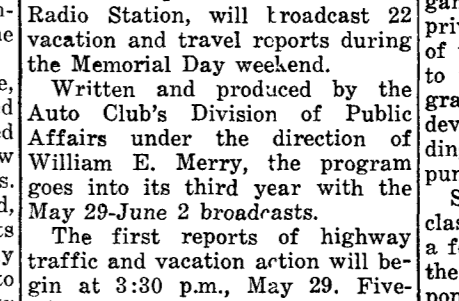 Radio Station, will broadcast 22
vacation and travel reports during
the Memorial Day weekend.
Written and produced by the
Auto Club's Division of Public
Affairs under the direction of
William E. Merry, the program
goes into its third year with the
May 29-June 2 broadcasts.
The first reports of highway
traffic and vacation action will be-
gin at 3:30 p.m., May 29. Five-